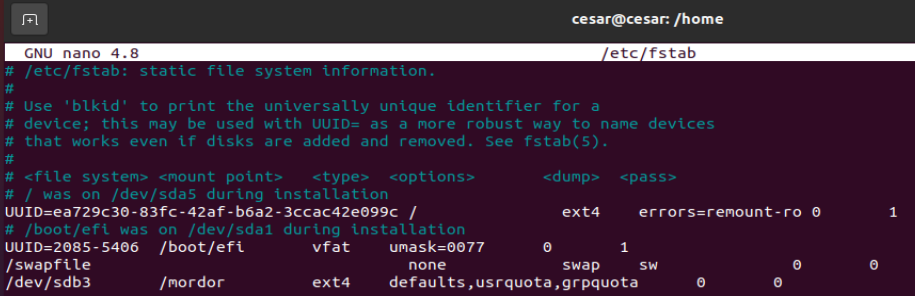 cesar@cesar: /home
GNU nano 4.8 /etc/fstab
# /etc/fstab: static file system information.
#
# Use 'blkid' to print the universally unique identifier for a
# device; this may be used with UUID= as a more robust way to name devices
# that works even if disks are added and removed. See fstab(5).
#
# <file system> <mount point>   <type>  <options>       <dump>  <pass>
# / was on /dev/sda5 during installation
UUID=ea729c30-83fc-42af-b6a2-3ccac42e099c /               ext4    errors=remount-ro 0       1
# /boot/efi was on /dev/sda1 during installation
UUID=2085-5406  /boot/efi       vfat    umask=0077      0       1
/swapfile                                 none            swap    sw              0       0
/dev/sdb3       /mordor         ext4    defaults,usrquota,grpquota      0       0